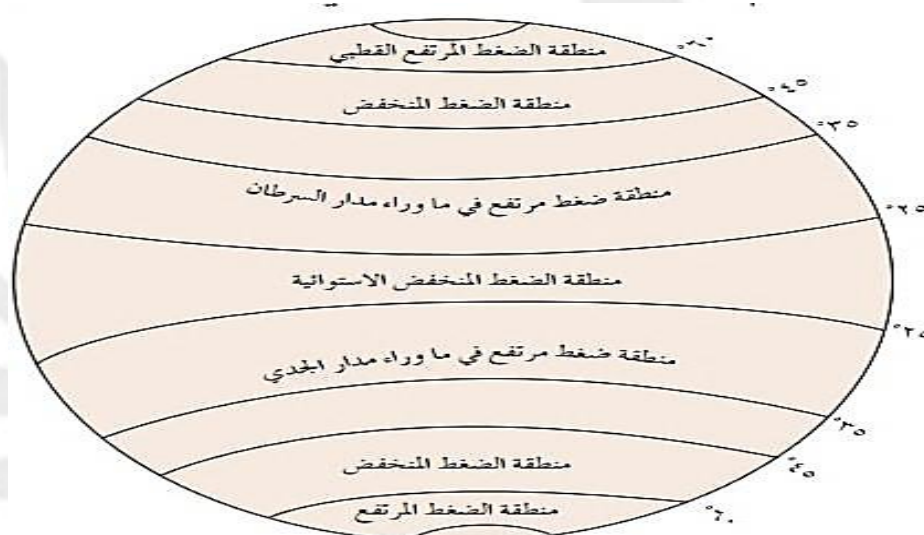 منطقة الضغط المرتفع القطبي
°٦٠
منطقة الضغط المنخفض
°٤٥
°٣٥
منطقة ضغط مرتفع في ما وراء مدار السرطان
°٢٥
منطقة الضغط المنخفض الاستوائية
°٢٥
منطقة ضغط مرتفع في ما وراء مدار الجدي
°٣٥
°٤٥
منطقة الضغط المنخفض
°٦٠
منطقة الضغط المرتفع